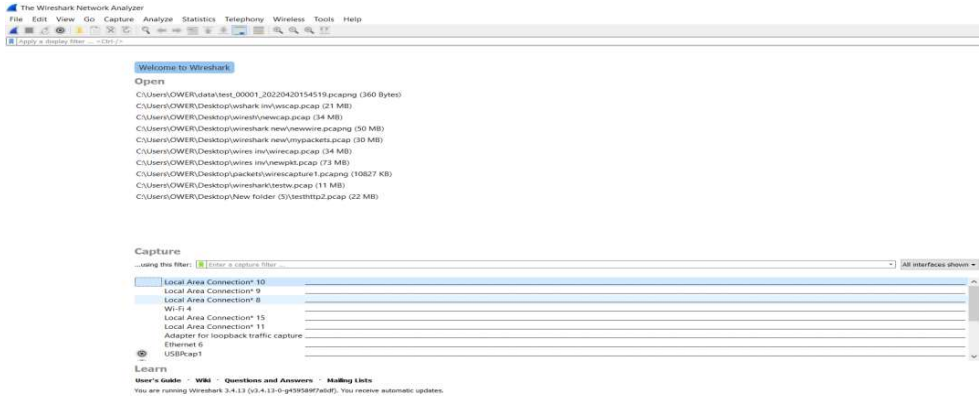 The Wireshark Network Analyzer
File Edit View Go Capture Analyze Statistics Telephony Wireless Tools Help
Apply a display filter ... <Ctrl-/>
Welcome to Wireshark
Open
C:\Users\OWER\data\test_00001_20220420154519.pcapng (360 Bytes)
C:\Users\OWER\Desktop\wshark inv\wscap.pcap (21 MB)
C:\Users\OWER\Desktop\wiresh\newcap.pcap (34 MB)
C:\Users\OWER\Desktop\wireshark new\newwire.pcapng (50 MB)
C:\Users\OWER\Desktop\wireshark new\mypackets.pcap (30 MB)
C:\Users\OWER\Desktop\wires inv\wirecap.pcap (34 MB)
C:\Users\OWER\Desktop\wires inv\newpkt.pcap (73 MB)
C:\Users\OWER\Desktop\packets\wirescapture1.pcapng (10827 KB)
C:\Users\OWER\Desktop\wireshark\testw.pcap (11 MB)
C:\Users\OWER\Desktop\New folder (5)\testhttp2.pcap (22 MB)
Capture
...using this filter: Enter a capture filter ... All interfaces shown
Local Area Connection* 10
Local Area Connection* 9
Local Area Connection* 8
Wi-Fi 4
Local Area Connection* 15
Local Area Connection* 11
Adapter for loopback traffic capture
Ethernet 6
USBPcap1
Learn
User's Guide · Wiki · Questions and Answers · Mailing Lists
You are running Wireshark 3.4.13 You receive automatic updates.